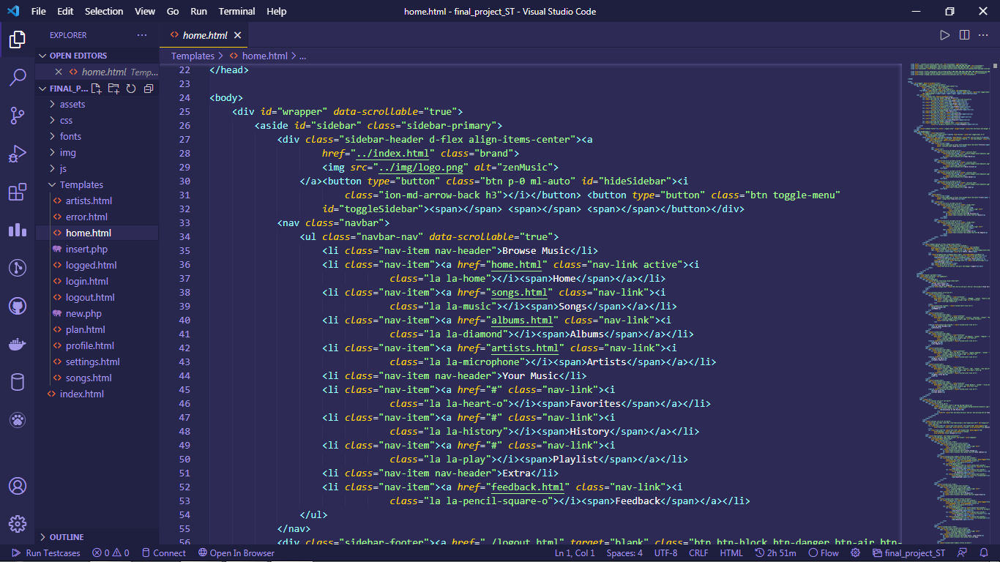 File Edit Selection View Go Run Terminal Help
home.html - final_project_ST - Visual Studio Code
EXPLORER
home.html
OPEN EDITORS
home.html Temp...
FINAL_P...
assets
css
fonts
img
js
Templates
artists.html
error.html
home.html
insert.php
logged.html
login.html
logout.html
new.php
plan.html
profile.html
settings.html
songs.html
index.html
OUTLINE
Templates > home.html > ...
22 </head>
23
24 <body>
25 <div id="wrapper" data-scrollable="true">
26 <aside id="sidebar" class="sidebar-primary">
27 <div class="sidebar-header d-flex align-items-center"><a
28 href="../index.html" class="brand">
29 <img src="../img/logo.png" alt="zenMusic">
30 </a><button type="button" class="btn p-0 ml-auto" id="hideSidebar"><i
31 class="ion-md-arrow-back h3"></i></button> <button type="button" class="btn toggle-menu"
32 id="toggleSidebar"><span></span> <span></span> <span></span></button></div>
33 <nav class="navbar">
34 <ul class="navbar-nav" data-scrollable="true">
35 <li class="nav-item nav-header">Browse Music</li>
36 <li class="nav-item"><a href="home.html" class="nav-link active"><i
37 class="la la-home"></i><span>Home</span></a></li>
38 <li class="nav-item"><a href="songs.html" class="nav-link"><i
39 class="la la-music"></i><span>Songs</span></a></li>
40 <li class="nav-item"><a href="albums.html" class="nav-link"><i
41 class="la la-diamond"></i><span>Albums</span></a></li>
42 <li class="nav-item"><a href="artists.html" class="nav-link"><i
43 class="la la-microphone"></i><span>Artists</span></a></li>
44 <li class="nav-item nav-header">Your Music</li>
45 <li class="nav-item"><a href="#" class="nav-link"><i
46 class="la la-heart-o"></i><span>Favorites</span></a></li>
47 <li class="nav-item"><a href="#" class="nav-link"><i
48 class="la la-history"></i><span>History</span></a></li>
49 <li class="nav-item"><a href="#" class="nav-link"><i
50 class="la la-play"></i><span>Playlist</span></a></li>
51 <li class="nav-item nav-header">Extra</li>
52 <li class="nav-item"><a href="feedback.html" class="nav-link"><i
53 class="la la-pencil-square-o"></i><span>Feedback</span></a></li>
54 </ul>
55 </nav>
56 <div class="sidebar-footer"><a href="./logout.html" target="blank" class="btn btn-block btn-danger btn-air btn-
Run Testcases 0 0 Connect Open In Browser Ln 1, Col 1 Spaces: 4 UTF-8 CRLF HTML 2h 51m Flow final_project_ST